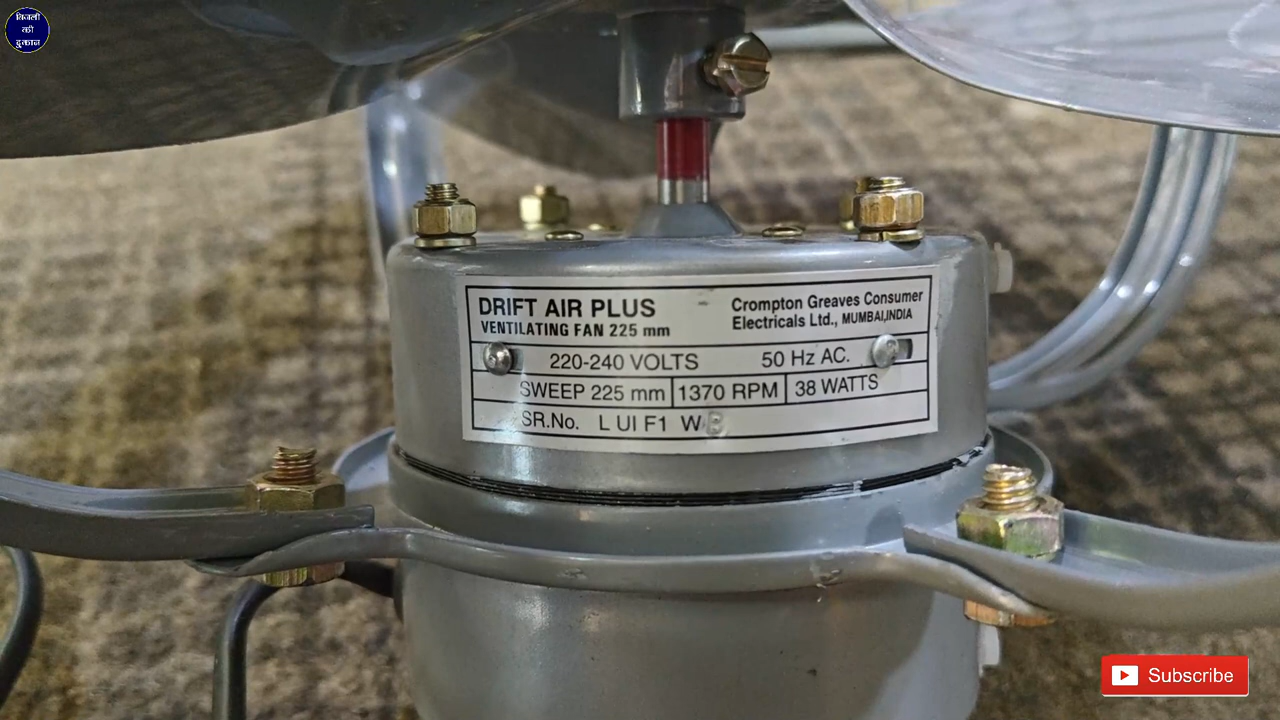 बिजली
की
दुकान
DRIFT AIR PLUS
VENTILATING FAN 225 mm
Crompton Greaves Consumer
Electricals Ltd., MUMBAI,INDIA
220-240 VOLTS 50 Hz AC.
SWEEP 225 mm 1370 RPM 38 WATTS
SR.No. L UI F1 W B
Subscribe